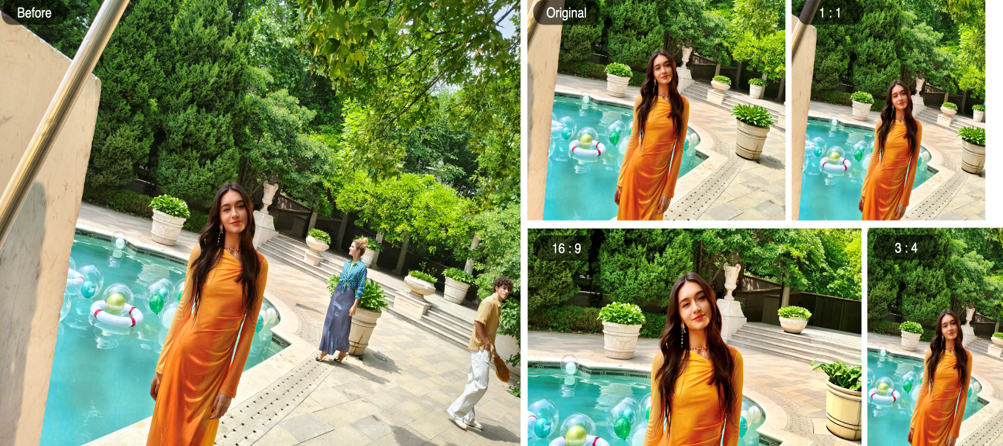 Before
Original
1 : 1
16 : 9
3 : 4